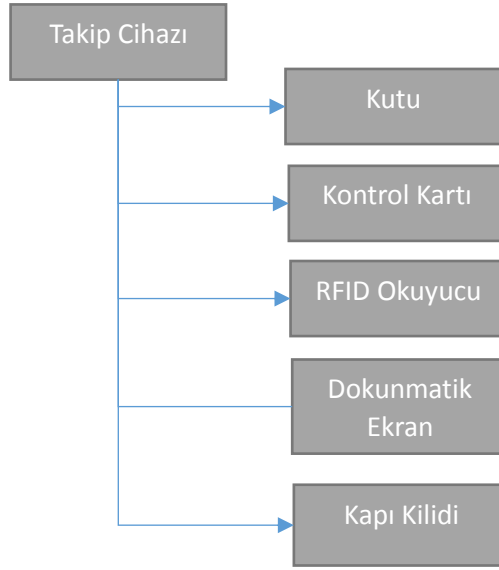 Takip Cihazı
Kutu
Kontrol Kartı
RFID Okuyucu
Dokunmatik
Ekran
Kapı Kilidi